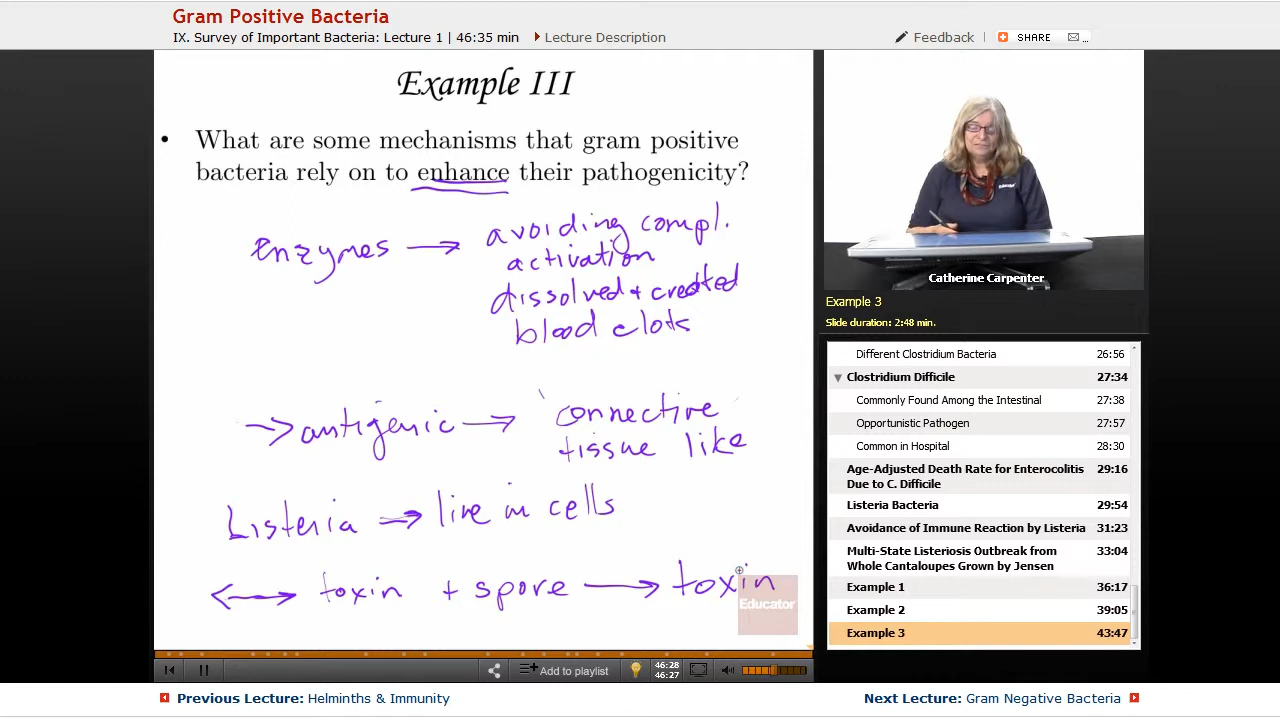 Gram Positive Bacteria
IX. Survey of Important Bacteria: Lecture 1 | 46:35 min
Lecture Description
Feedback
SHARE
...
Example III
• What are some mechanisms that gram positive
bacteria rely on to enhance their pathogenicity?
Enzymes → avoiding compl.
activation
dissolved + created
blood clots
→ antigenic → connective
tissue like
Listeria → live in cells
↔ toxin + spore → toxin
Educator
Educator
Catherine Carpenter
Example 3
Slide duration: 2:48 min.
Different Clostridium Bacteria 26:56
Clostridium Difficile 27:34
Commonly Found Among the Intestinal 27:38
Opportunistic Pathogen 27:57
Common in Hospital 28:30
Age-Adjusted Death Rate for Enterocolitis 29:16
Due to C. Difficile
Listeria Bacteria 29:54
Avoidance of Immune Reaction by Listeria 31:23
Multi-State Listeriosis Outbreak from 33:04
Whole Cantaloupes Grown by Jensen
Example 1 36:17
Example 2 39:05
Example 3 43:47
Add to playlist
46:28
46:27
Previous Lecture: Helminths & Immunity
Next Lecture: Gram Negative Bacteria